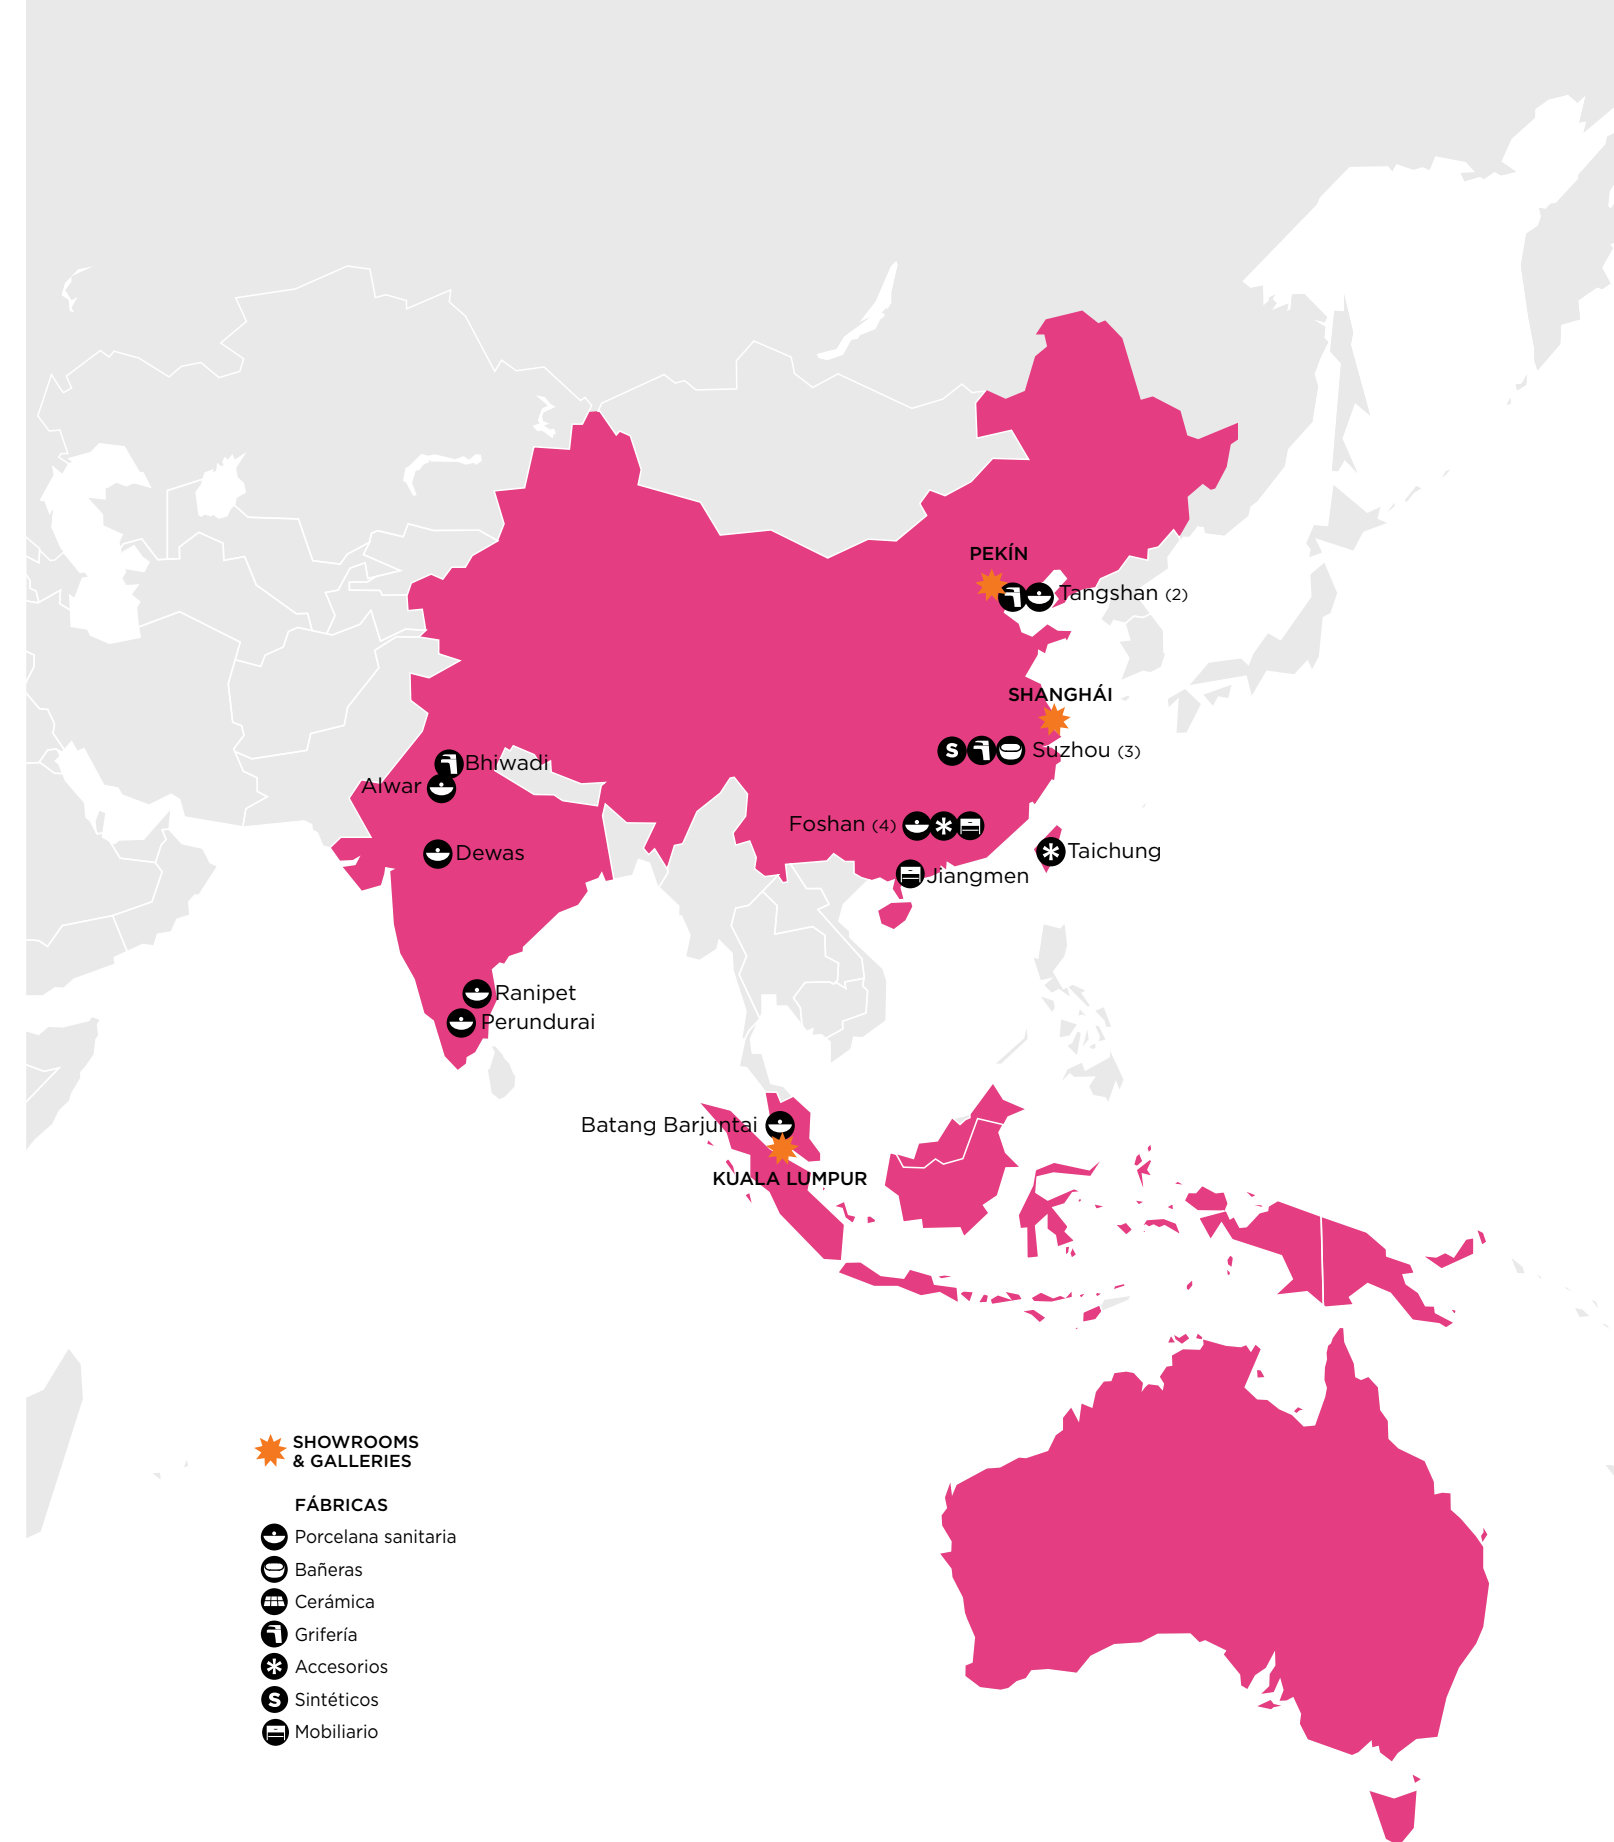 PEKÍN
Tangshan (2)
SHANGHÁI
Suzhou (3)
Bhiwadi
Alwar
Foshan (4)
Taichung
Dewas
Jiangmen
Ranipet
Perundurai
Batang Barjuntai
KUALA LUMPUR
SHOWROOMS
& GALLERIES
FÁBRICAS
Porcelana sanitaria
Bañeras
Cerámica
Grifería
Accesorios
S Sintéticos
Mobiliario